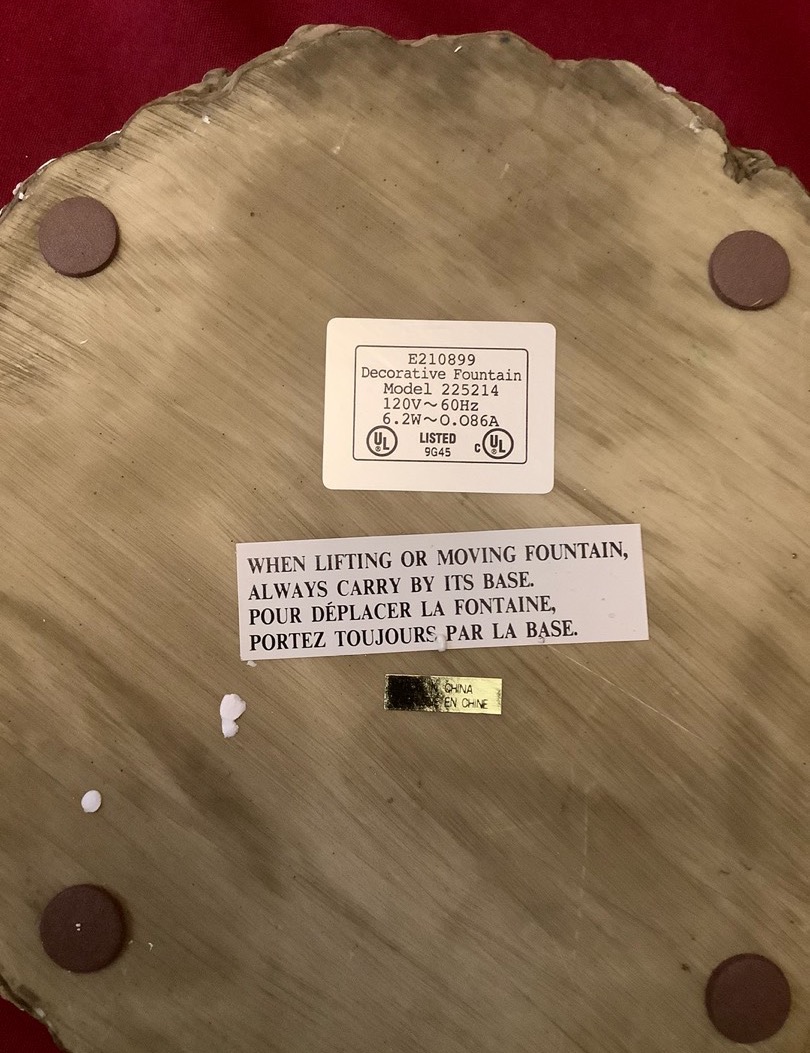 E210899
Decorative Fountain
Model 225214
120V~60Hz
6.2W~0.086A
UL LISTED c UL
9G45
WHEN LIFTING OR MOVING FOUNTAIN,
ALWAYS CARRY BY ITS BASE.
POUR DÉPLACER LA FONTAINE,
PORTEZ TOUJOURS PAR LA BASE.
CHINA
EN CHINE